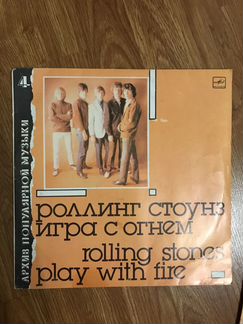 4
АРХИВ ПОПУЛЯРНОЙ МУЗЫКИ
РОЛЛИНГ СТОУНЗ
ИГРА С ОГНЕМ
rolling stones
play with fire